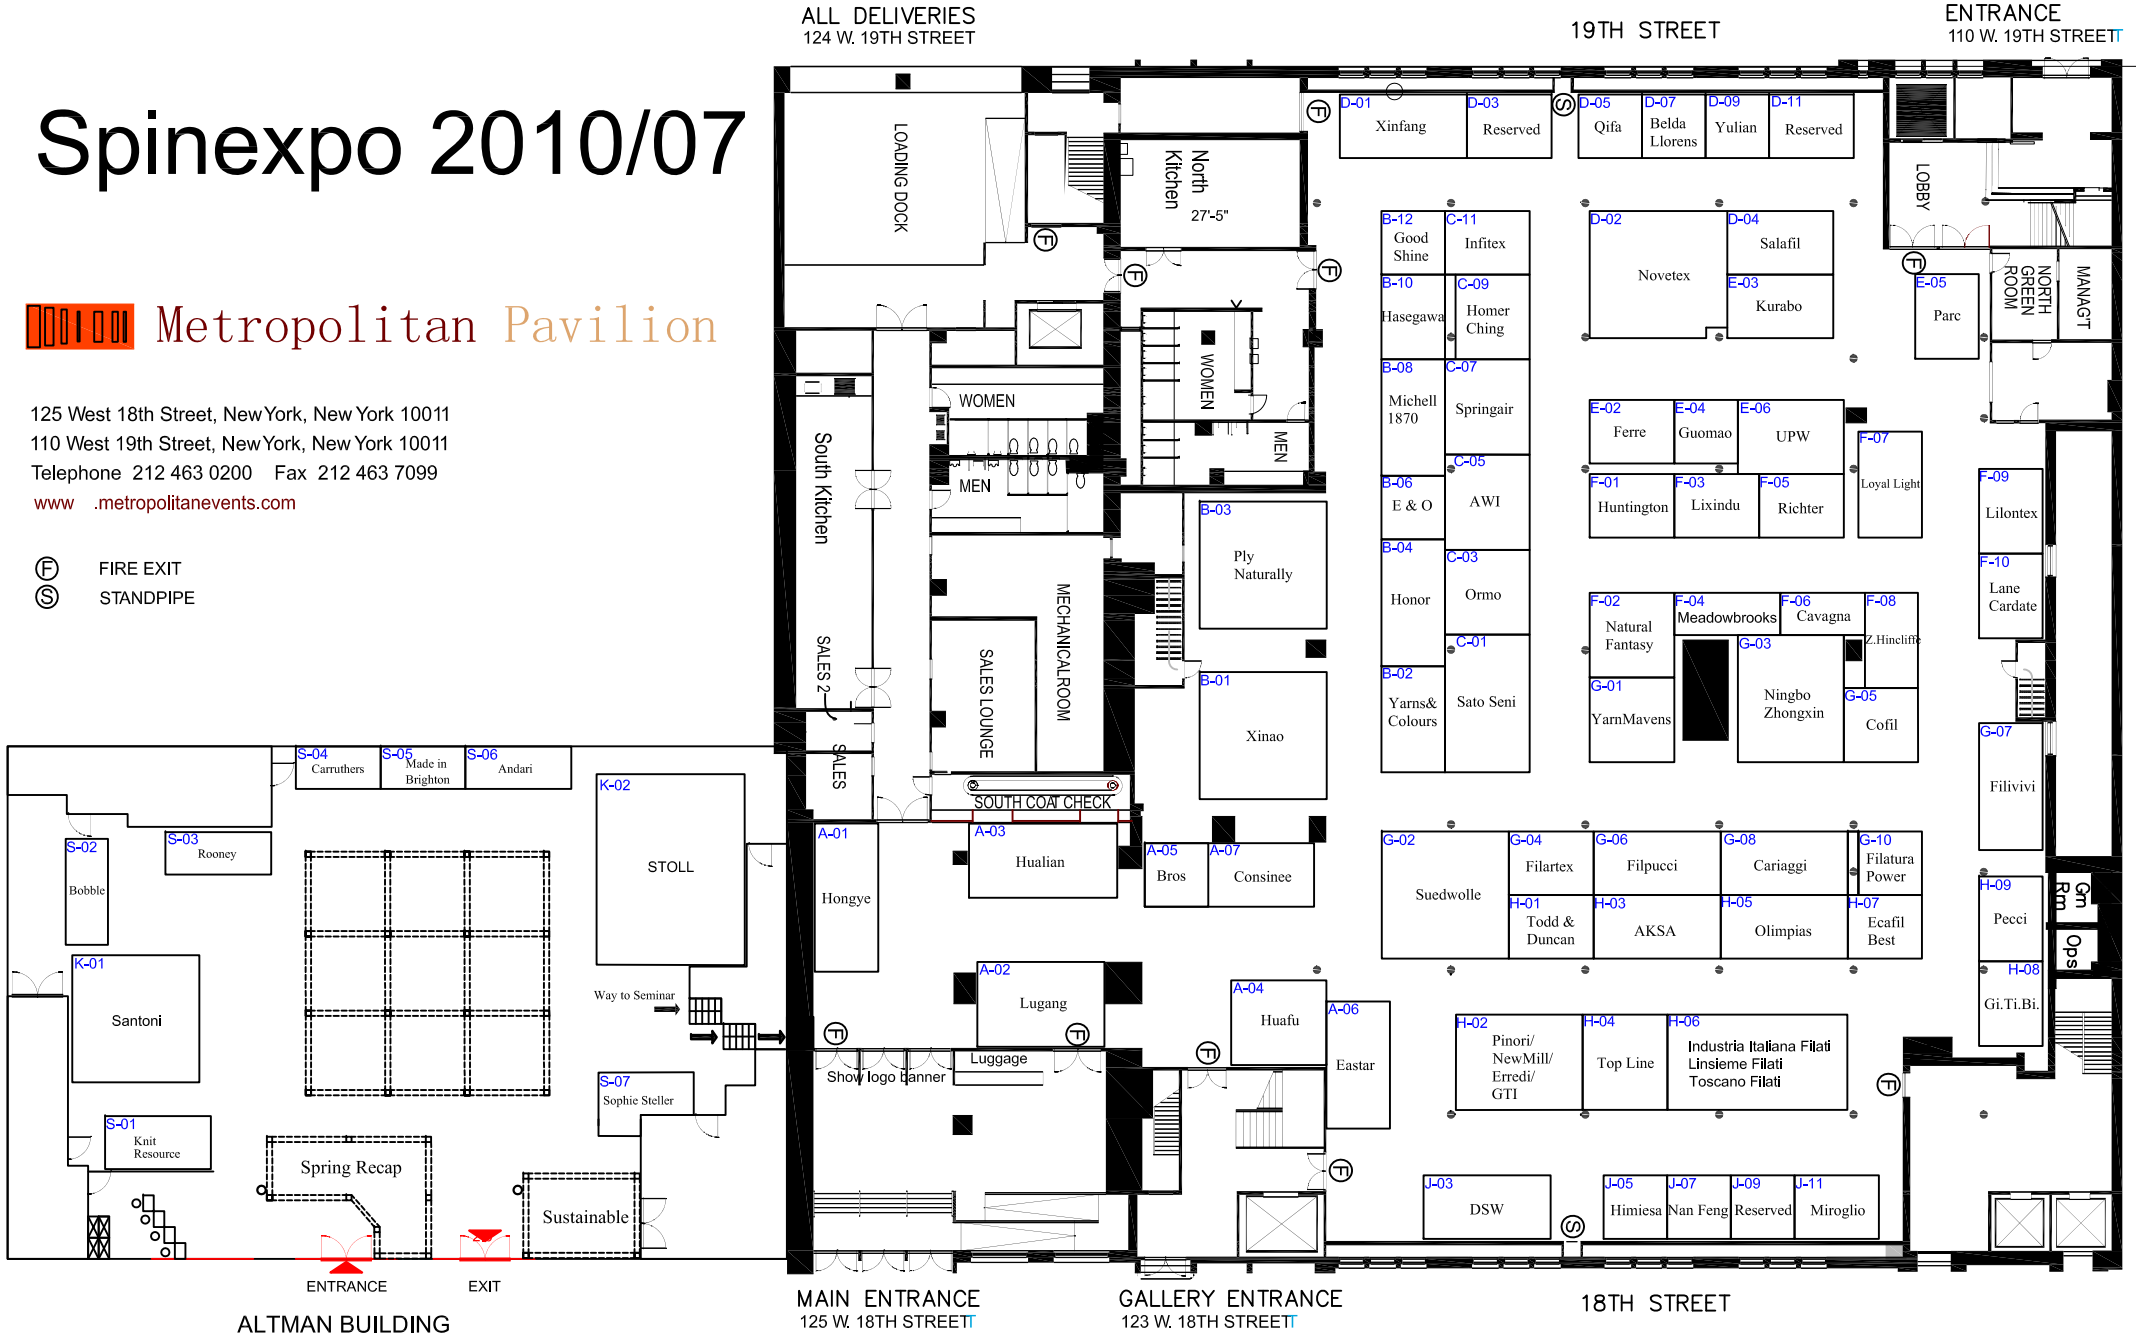 ALL DELIVERIES
124 W. 19TH STREET
19TH STREET
ENTRANCE
110 W. 19TH STREET T
Spinexpo 2010/07
Metropolitan Pavilion
125 West 18th Street, New York, New York 10011
110 West 19th Street, New York, New York 10011
Telephone 212 463 0200 Fax 212 463 7099
www .metropolitanevents.com
F FIRE EXIT
S STANDPIPE
LOADING DOCK
North
Kitchen
27'-5"
F
F
F
F
S
F
LOBBY
NORTH
GREEN
ROOM
MANAG'T
WOMEN
MEN
WOMEN
MEN
South Kitchen
SALES 2
SALES
MECHANICAL ROOM
SALES LOUNGE
SOUTH COAT CHECK
D-01
Xinfang
D-03
Reserved
D-05
Qifa
D-07
Belda
Llorens
D-09
Yulian
D-11
Reserved
B-12
Good
Shine
C-11
Infitex
B-10
Hasegawa
C-09
Homer
Ching
B-08
Michell
1870
C-07
Springair
B-06
E & O
C-05
AWI
B-04
Honor
C-03
Ormo
B-02
Yarns&
Colours
C-01
Sato Seni
D-02
Novetex
D-04
Salafil
E-03
Kurabo
E-05
Parc
E-02
Ferre
E-04
Guomao
E-06
UPW
F-07
Loyal Light
F-01
Huntington
F-03
Lixindu
F-05
Richter
F-09
Lilontex
F-10
Lane
Cardate
B-03
Ply
Naturally
B-01
Xinao
F-02
Natural
Fantasy
F-04
Meadowbrooks
F-06
Cavagna
F-08
Z.Hincliffe
G-01
YarnMavens
G-03
Ningbo
Zhongxin
G-05
Cofil
G-07
Filivivi
S-04
Carruthers
S-05
Made in
Brighton
S-06
Andari
K-02
STOLL
S-03
Rooney
S-02
Bobble
K-01
Santoni
S-01
Knit
Resource
S-07
Sophie Steller
Way to Seminar
Spring Recap
Sustainable
A-01
Hongye
A-03
Hualian
A-05
Bros
A-07
Consinee
A-02
Lugang
A-04
Huafu
A-06
Eastar
F
F
F
F
F
Luggage
Show logo banner
G-02
Suedwolle
G-04
Filartex
G-06
Filpucci
G-08
Cariaggi
G-10
Filatura
Power
H-01
Todd &
Duncan
H-03
AKSA
H-05
Olimpias
H-07
Ecafil
Best
H-09
Pecci
H-08
Gi.Ti.Bi.
Gm
Rm
Ops
H-02
Pinori/
NewMill/
Erredi/
GTI
H-04
Top Line
H-06
Industria Italiana Filati
Linsieme Filati
Toscano Filati
J-03
DSW
S
J-05
Himiesa
J-07
Nan Feng
J-09
Reserved
J-11
Miroglio
ENTRANCE
EXIT
ALTMAN BUILDING
MAIN ENTRANCE
125 W. 18TH STREET T
GALLERY ENTRANCE
123 W. 18TH STREET T
18TH STREET